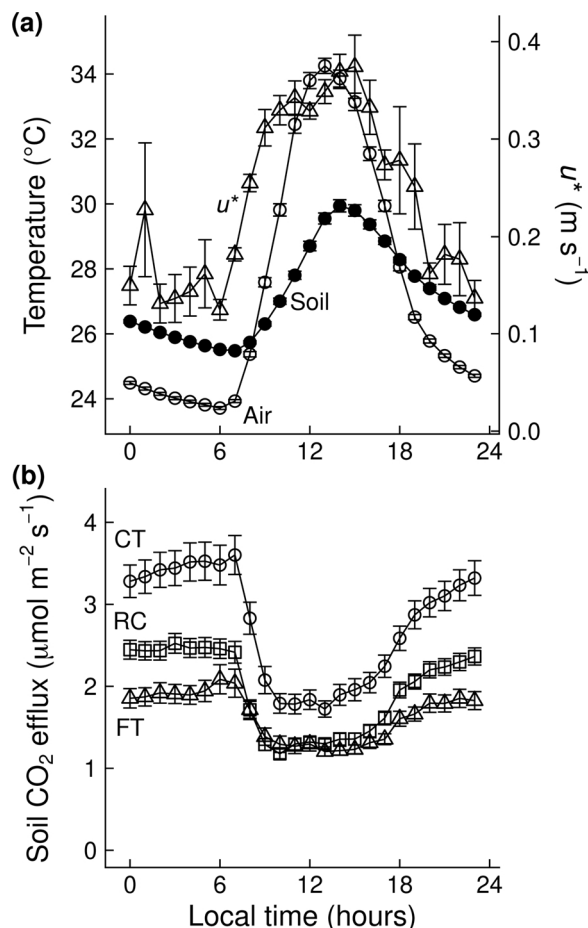 (a)
34
32
30
28
26
24
Temperature (°C)
0.4
0.3
0.2
0.1
0.0
u* (m s⁻¹)
u*
Soil
Air
0 6 12 18 24
(b)
4
3
2
1
0
Soil CO₂ efflux (μmol m⁻² s⁻¹)
CT
RC
FT
0 6 12 18 24
Local time (hours)